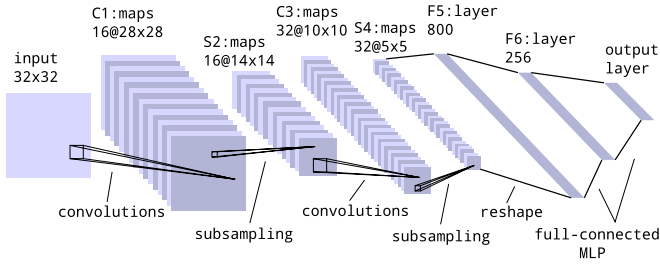 input
32x32
C1:maps
16@28x28
S2:maps
16@14x14
C3:maps
32@10x10
S4:maps
32@5x5
F5:layer
800
F6:layer
256
output
layer
convolutions
subsampling
convolutions
subsampling
reshape
full-connected
MLP